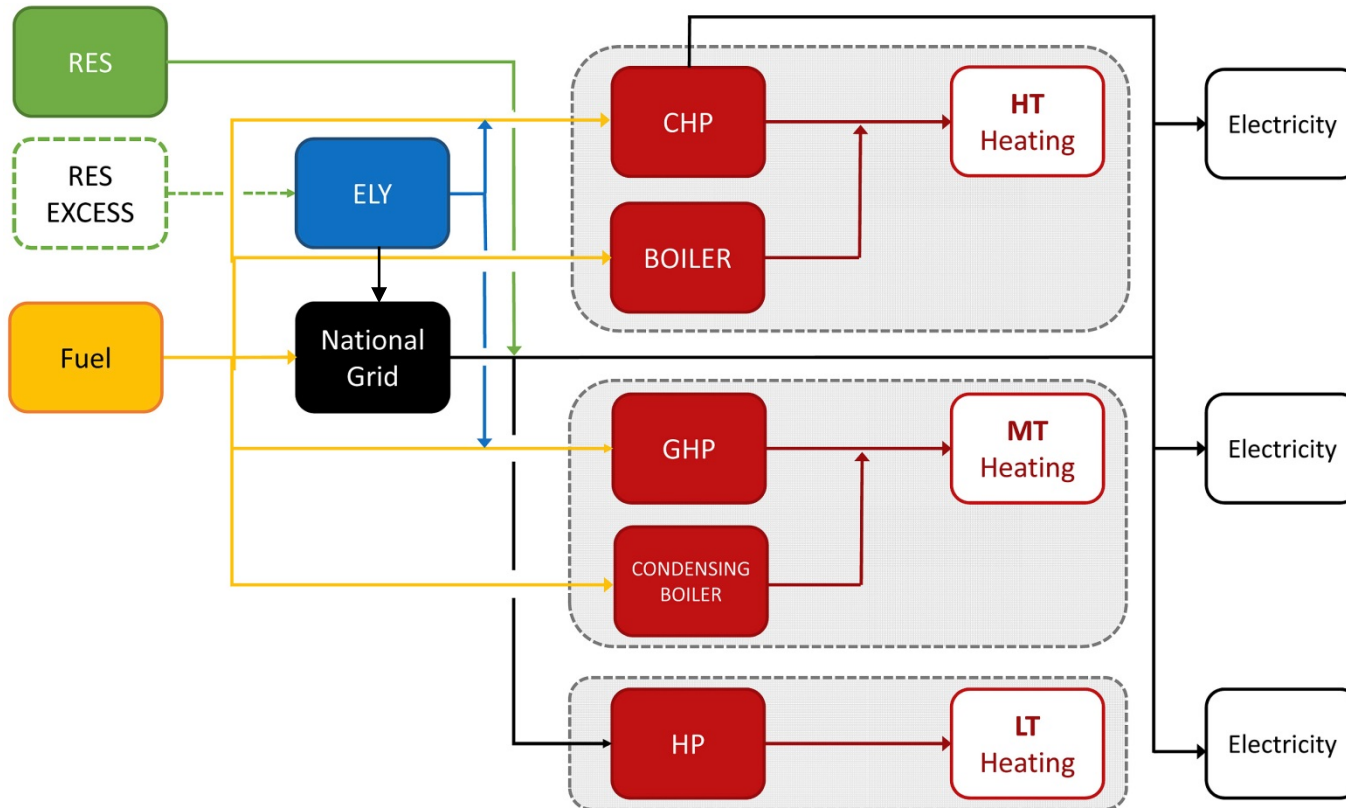 RES
CHP
HT
Heating
Electricity
RES
EXCESS
ELY
BOILER
Fuel
National
Grid
GHP
MT
Heating
Electricity
CONDENSING
BOILER
HP
LT
Heating
Electricity